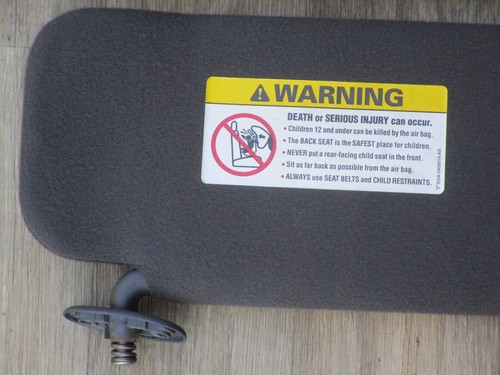 WARNING
DEATH or SERIOUS INJURY can occur.
• Children 12 and under can be killed by the air bag.
• The BACK SEAT is the SAFEST place for children.
• NEVER put a rear-facing child seat in the front.
• Sit as far back as possible from the air bag.
• ALWAYS use SEAT BELTS and CHILD RESTRAINTS.